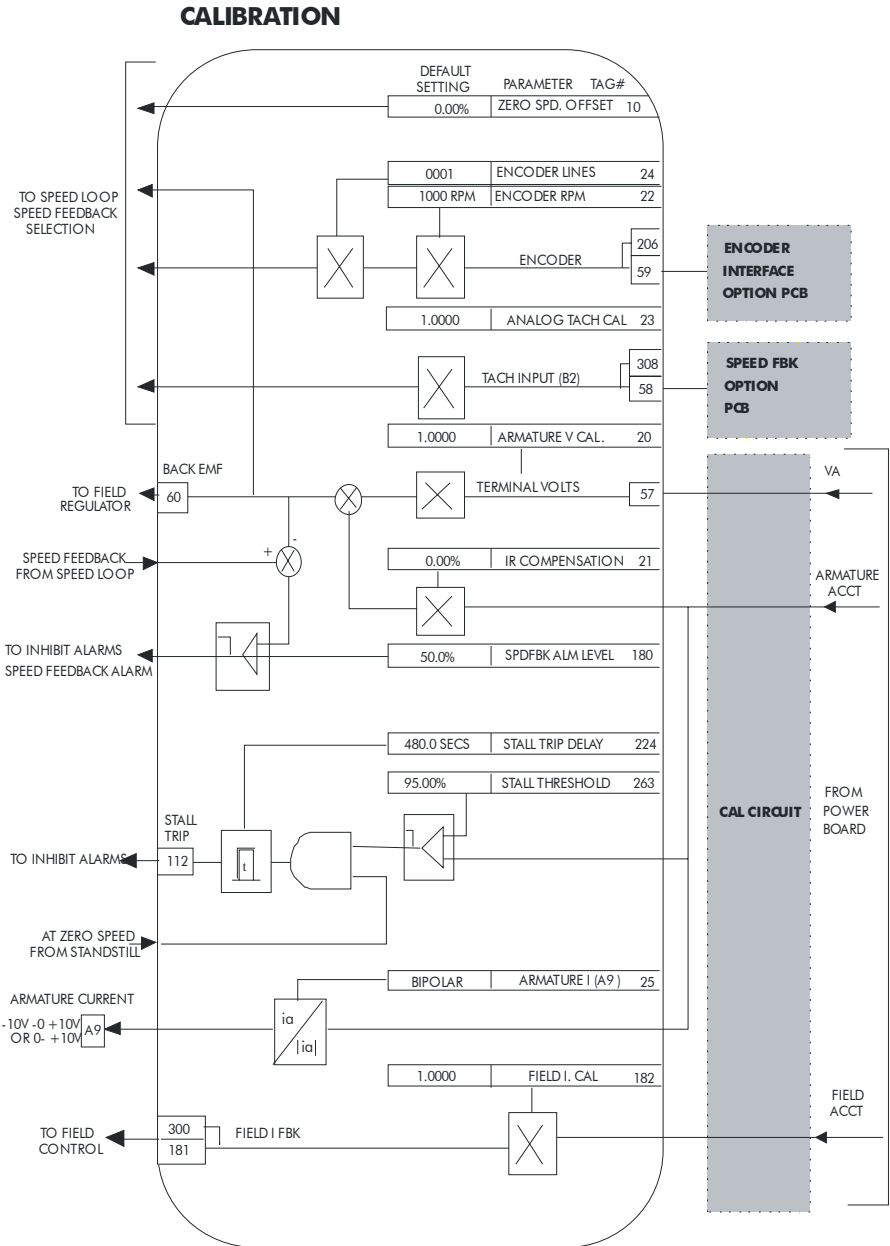 CALIBRATION
DEFAULT
SETTING
PARAMETER TAG#
0.00% ZERO SPD. OFFSET 10
0001 ENCODER LINES 24
1000 RPM ENCODER RPM 22
TO SPEED LOOP
SPEED FEEDBACK
SELECTION
206
ENCODER
59
ENCODER
INTERFACE
OPTION PCB
1.0000 ANALOG TACH CAL 23
308
TACH INPUT (B2)
58
SPEED FBK
OPTION
PCB
1.0000 ARMATURE V CAL. 20
BACK EMF
TO FIELD
REGULATOR
60
TERMINAL VOLTS
57
VA
-
+
SPEED FEEDBACK
FROM SPEED LOOP
0.00% IR COMPENSATION 21
ARMATURE
ACCT
TO INHIBIT ALARMS
SPEED FEEDBACK ALARM
50.0% SPDFBK ALM LEVEL 180
480.0 SECS STALL TRIP DELAY 224
95.00% STALL THRESHOLD 263
CAL CIRCUIT
FROM
POWER
BOARD
STALL
TRIP
TO INHIBIT ALARMS
112
t
AT ZERO SPEED
FROM STANDSTILL
BIPOLAR ARMATURE I (A9) 25
ARMATURE CURRENT
-10V -0 +10V
OR 0- +10V
A9
ia
|ia|
1.0000 FIELD I. CAL 182
FIELD
ACCT
TO FIELD
CONTROL
300
181
FIELD I FBK